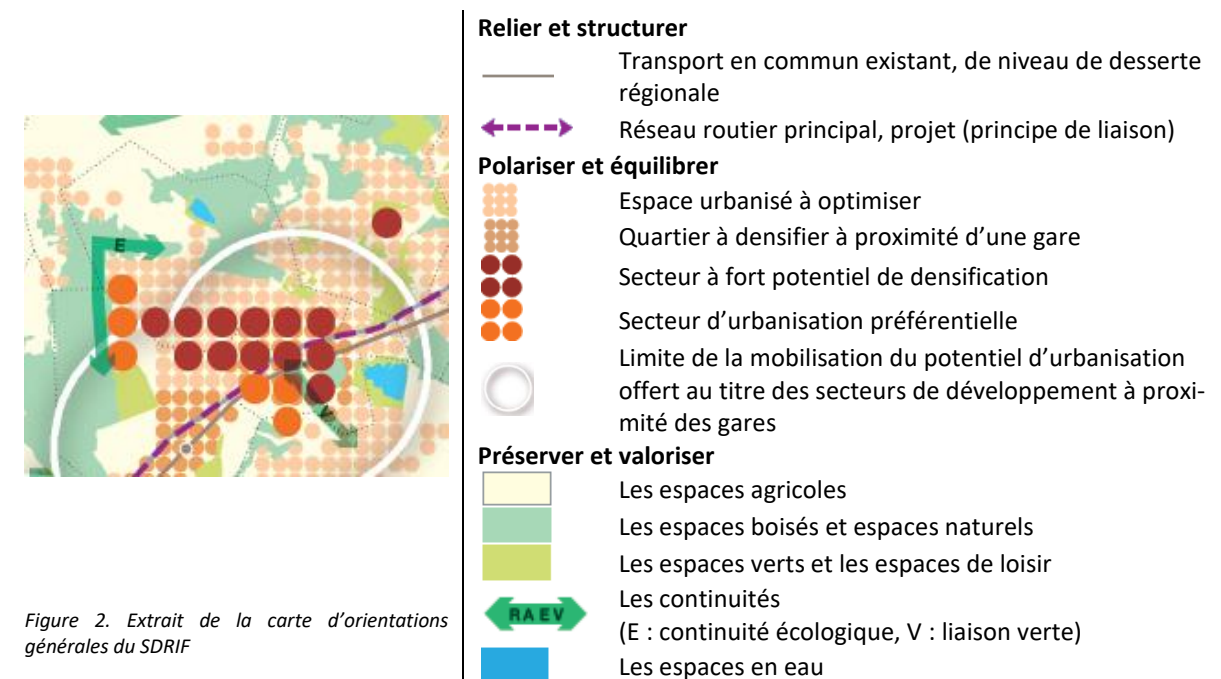 Relier et structurer
Transport en commun existant, de niveau de desserte
régionale
Réseau routier principal, projet (principe de liaison)
Polariser et équilibrer
Espace urbanisé à optimiser
Quartier à densifier à proximité d'une gare
Secteur à fort potentiel de densification
Secteur d'urbanisation préférentielle
Limite de la mobilisation du potentiel d'urbanisation
offert au titre des secteurs de développement à proxi-
mité des gares
Préserver et valoriser
Les espaces agricoles
Les espaces boisés et espaces naturels
Les espaces verts et les espaces de loisir
RAEV
Les continuités
(E : continuité écologique, V : liaison verte)
Les espaces en eau
E
V
Figure 2. Extrait de la carte d'orientations
générales du SDRIF